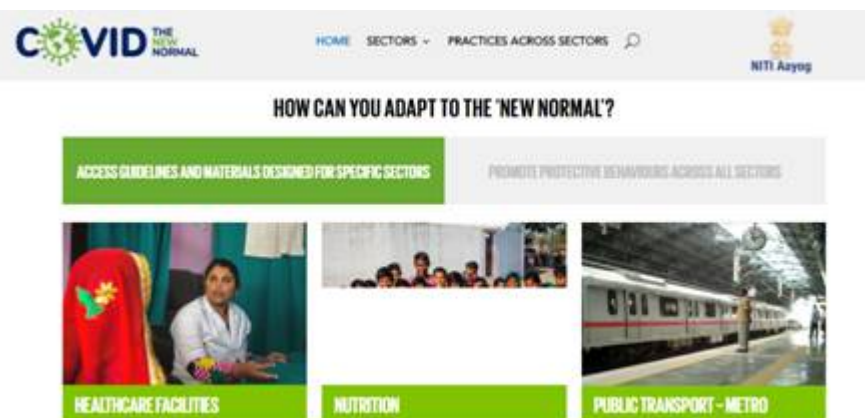 COVID THE
NEW
NORMAL
HOME SECTORS PRACTICES ACROSS SECTORS
NITI Aayog
HOW CAN YOU ADAPT TO THE 'NEW NORMAL'?
ACCESS GUIDELINES AND MATERIALS DESIGNED FOR SPECIFIC SECTORS
PROMOTE PROTECTIVE BEHAVIOURS ACROSS ALL SECTORS
HEALTHCARE FACILITIES
NUTRITION
PUBLIC TRANSPORT - METRO